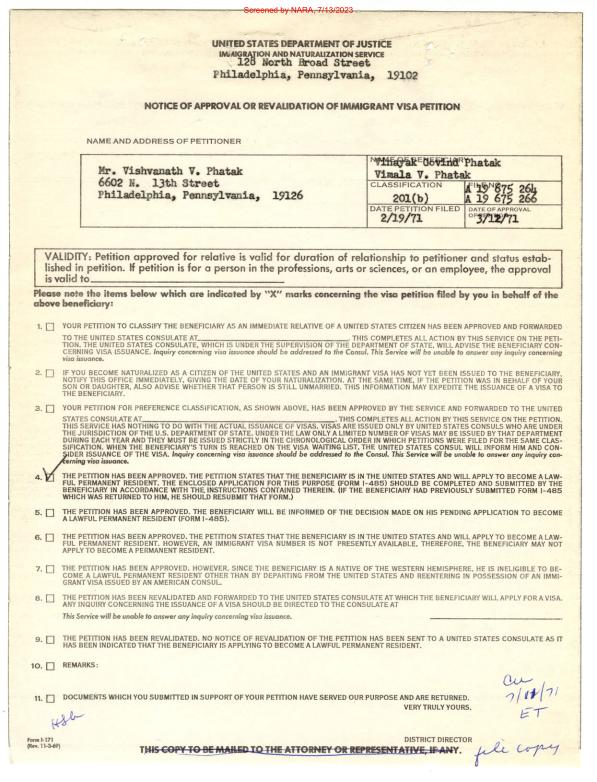 Screened by NARA, 7/13/2023
UNITED STATES DEPARTMENT OF JUSTICE
IMMIGRATION AND NATURALIZATION SERVICE
128 North Broad Street
Philadelphia, Pennsylvania, 19102
NOTICE OF APPROVAL OR REVALIDATION OF IMMIGRANT VISA PETITION
NAME AND ADDRESS OF PETITIONER
Mr. Vishvanath V. Phatak
6602 N. 13th Street
Philadelphia, Pennsylvania, 19126
NAME OF BENEFICIARY
Vinayak Govind Phatak
Vimala V. Phatak
CLASSIFICATION
201(b)
FILE NO.
A 19 675 264
A 19 675 266
DATE PETITION FILED
2/19/71
DATE OF APPROVAL
3/12/71
VALIDITY: Petition approved for relative is valid for duration of relationship to petitioner and status estab-
lished in petition. If petition is for a person in the professions, arts or sciences, or an employee, the approval
is valid to
Please note the items below which are indicated by "X" marks concerning the visa petition filed by you in behalf of the
above beneficiary:
1. YOUR PETITION TO CLASSIFY THE BENEFICIARY AS AN IMMEDIATE RELATIVE OF A UNITED STATES CITIZEN HAS BEEN APPROVED AND FORWARDED
TO THE UNITED STATES CONSULATE AT THIS COMPLETES ALL ACTION BY THIS SERVICE ON THE PETI-
TION. THE UNITED STATES CONSULATE, WHICH IS UNDER THE SUPERVISION OF THE DEPARTMENT OF STATE, WILL ADVISE THE BENEFICIARY CON-
CERNING VISA ISSUANCE. Inquiry concerning visa issuance should be addressed to the Consul. This Service will be unable to answer any inquiry concerning
visa issuance.
2. IF YOU BECOME NATURALIZED AS A CITIZEN OF THE UNITED STATES AND AN IMMIGRANT VISA HAS NOT YET BEEN ISSUED TO THE BENEFICIARY,
NOTIFY THIS OFFICE IMMEDIATELY, GIVING THE DATE OF YOUR NATURALIZATION. AT THE SAME TIME, IF THE PETITION WAS IN BEHALF OF YOUR
SON OR DAUGHTER, ALSO ADVISE WHETHER THAT PERSON IS STILL UNMARRIED. THIS INFORMATION MAY EXPEDITE THE ISSUANCE OF A VISA TO
THE BENEFICIARY.
3. YOUR PETITION FOR PREFERENCE CLASSIFICATION, AS SHOWN ABOVE, HAS BEEN APPROVED BY THE SERVICE AND FORWARDED TO THE UNITED
STATES CONSULATE AT THIS COMPLETES ALL ACTION BY THIS SERVICE ON THE PETITION.
THIS SERVICE HAS NOTHING TO DO WITH THE ACTUAL ISSUANCE OF VISAS. VISAS ARE ISSUED ONLY BY UNITED STATES CONSULS WHO ARE UNDER
THE JURISDICTION OF THE U.S. DEPARTMENT OF STATE. UNDER THE LAW ONLY A LIMITED NUMBER OF VISAS MAY BE ISSUED BY THAT DEPARTMENT
DURING EACH YEAR AND THEY MUST BE ISSUED STRICTLY IN THE CHRONOLOGICAL ORDER IN WHICH PETITIONS WERE FILED FOR THE SAME CLAS-
SIFICATION. WHEN THE BENEFICIARY'S TURN IS REACHED ON THE VISA WAITING LIST, THE UNITED STATES CONSUL WILL INFORM HIM AND CON-
SIDER ISSUANCE OF THE VISA. Inquiry concerning visa issuance should be addressed to the Consul. This Service will be unable to answer any inquiry con-
cerning visa issuance.
4. THE PETITION HAS BEEN APPROVED. THE PETITION STATES THAT THE BENEFICIARY IS IN THE UNITED STATES AND WILL APPLY TO BECOME A LAW-
FUL PERMANENT RESIDENT. THE ENCLOSED APPLICATION FOR THIS PURPOSE (FORM I-485) SHOULD BE COMPLETED AND SUBMITTED BY THE
BENEFICIARY IN ACCORDANCE WITH THE INSTRUCTIONS CONTAINED THEREIN. (IF THE BENEFICIARY HAD PREVIOUSLY SUBMITTED FORM I-485
WHICH WAS RETURNED TO HIM, HE SHOULD RESUBMIT THAT FORM.)
5. THE PETITION HAS BEEN APPROVED. THE BENEFICIARY WILL BE INFORMED OF THE DECISION MADE ON HIS PENDING APPLICATION TO BECOME
A LAWFUL PERMANENT RESIDENT (FORM I-485).
6. THE PETITION HAS BEEN APPROVED. THE PETITION STATES THAT THE BENEFICIARY IS IN THE UNITED STATES AND WILL APPLY TO BECOME A LAW-
FUL PERMANENT RESIDENT. HOWEVER, AN IMMIGRANT VISA NUMBER IS NOT PRESENTLY AVAILABLE, THEREFORE, THE BENEFICIARY MAY NOT
APPLY TO BECOME A PERMANENT RESIDENT.
7. THE PETITION HAS BEEN APPROVED. HOWEVER, SINCE THE BENEFICIARY IS A NATIVE OF THE WESTERN HEMISPHERE, HE IS INELIGIBLE TO BE-
COME A LAWFUL PERMANENT RESIDENT OTHER THAN BY DEPARTING FROM THE UNITED STATES AND REENTERING IN POSSESSION OF AN IMMI-
GRANT VISA ISSUED BY AN AMERICAN CONSUL.
8. THE PETITION HAS BEEN REVALIDATED AND FORWARDED TO THE UNITED STATES CONSULATE AT WHICH THE BENEFICIARY WILL APPLY FOR A VISA.
ANY INQUIRY CONCERNING THE ISSUANCE OF A VISA SHOULD BE DIRECTED TO THE CONSULATE AT
This Service will be unable to answer any inquiry concerning visa issuance.
9. THE PETITION HAS BEEN REVALIDATED. NO NOTICE OF REVALIDATION OF THE PETITION HAS BEEN SENT TO A UNITED STATES CONSULATE AS IT
HAS BEEN INDICATED THAT THE BENEFICIARY IS APPLYING TO BECOME A LAWFUL PERMANENT RESIDENT.
10. REMARKS:
11. DOCUMENTS WHICH YOU SUBMITTED IN SUPPORT OF YOUR PETITION HAVE SERVED OUR PURPOSE AND ARE RETURNED.
VERY TRULY YOURS,
ET
Form I-171
(Rev. 11-3-69)
DISTRICT DIRECTOR
THIS COPY TO BE MAILED TO THE ATTORNEY OR REPRESENTATIVE, IF ANY.
file copy